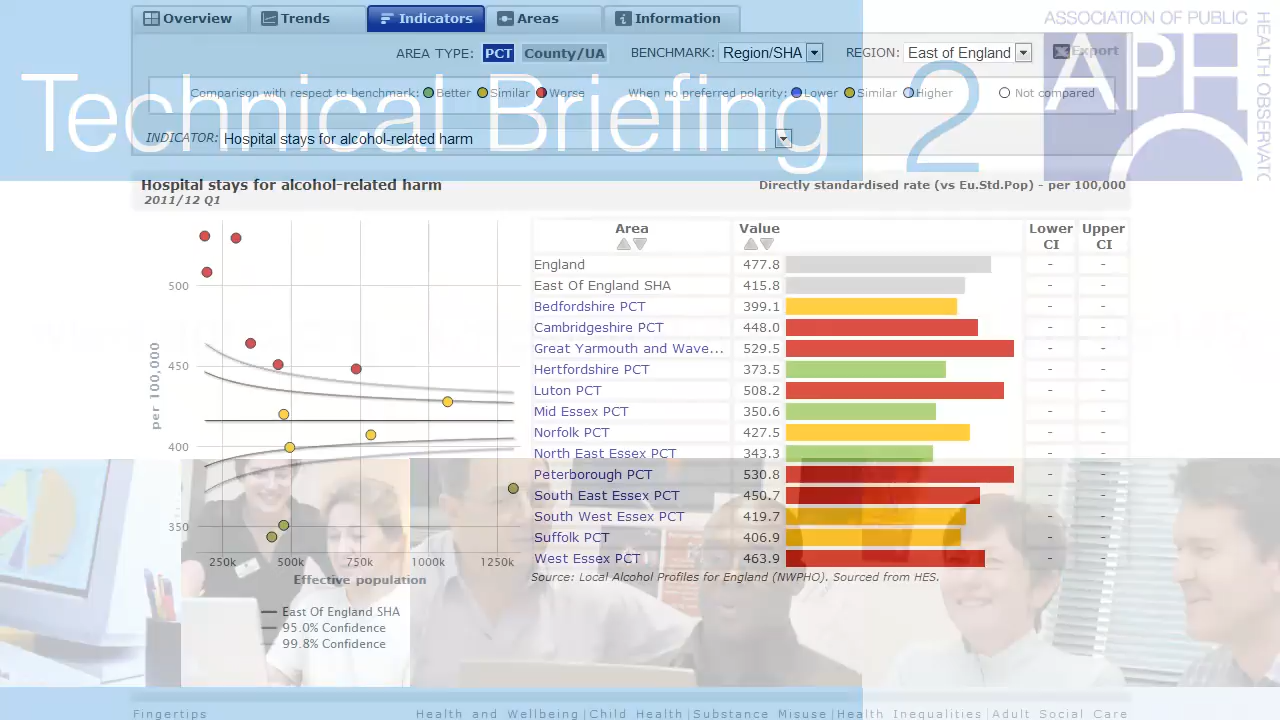 Overview Trends Indicators Areas Information
ASSOCIATION OF PUBLIC
HEALTH OBSERVATO
APH
AREA TYPE: PCT County/UA BENCHMARK: Region/SHA REGION: East of England Export
Technical Briefing 2
Comparison with respect to benchmark: Better Similar Worse When no preferred polarity: Lower Similar Higher Not compared
INDICATOR: Hospital stays for alcohol-related harm
Hospital stays for alcohol-related harm Directly standardised rate (vs Eu.Std.Pop) - per 100,000
2011/12 Q1
Area Value Lower CI Upper CI
England 477.8 - -
East Of England SHA 415.8 - -
Bedfordshire PCT 399.1 - -
Cambridgeshire PCT 448.0 - -
Great Yarmouth and Wave... 529.5 - -
Hertfordshire PCT 373.5 - -
Luton PCT 508.2 - -
Mid Essex PCT 350.6 - -
Norfolk PCT 427.5 - -
North East Essex PCT 343.3 - -
Peterborough PCT 530.8 - -
South East Essex PCT 450.7 - -
South West Essex PCT 419.7 - -
Suffolk PCT 406.9 - -
West Essex PCT 463.9 - -
Source: Local Alcohol Profiles for England (NWPHO). Sourced from HES.
per 100,000
500
450
400
350
250k 500k 750k 1000k 1250k
Effective population
East Of England SHA
95.0% Confidence
99.8% Confidence
Fingertips Health and Wellbeing|Child Health|Substance Misuse|Health Inequalities|Adult Social Care